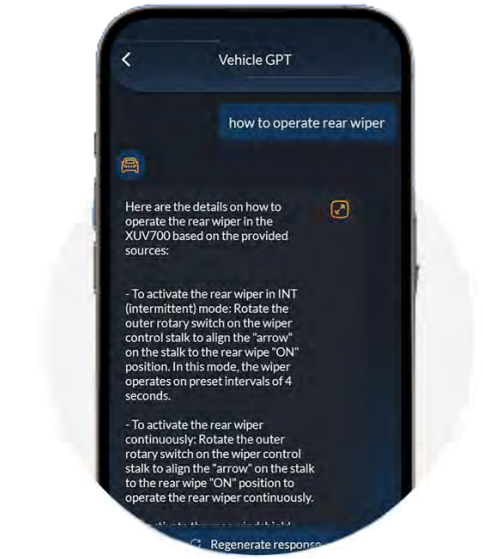 Vehicle GPT
how to operate rear wiper
Here are the details on how to
operate the rear wiper in the
XUV700 based on the provided
sources:
- To activate the rear wiper in INT
(intermittent) mode: Rotate the
outer rotary switch on the wiper
control stalk to align the "arrow"
on the stalk to the rear wipe "ON"
position. In this mode, the wiper
operates on preset intervals of 4
seconds.
- To activate the rear wiper
continuously: Rotate the outer
rotary switch on the wiper control
stalk to align the "arrow" on the stalk
to the rear wipe "ON" position to
operate the rear wiper continuously.
Regenerate response